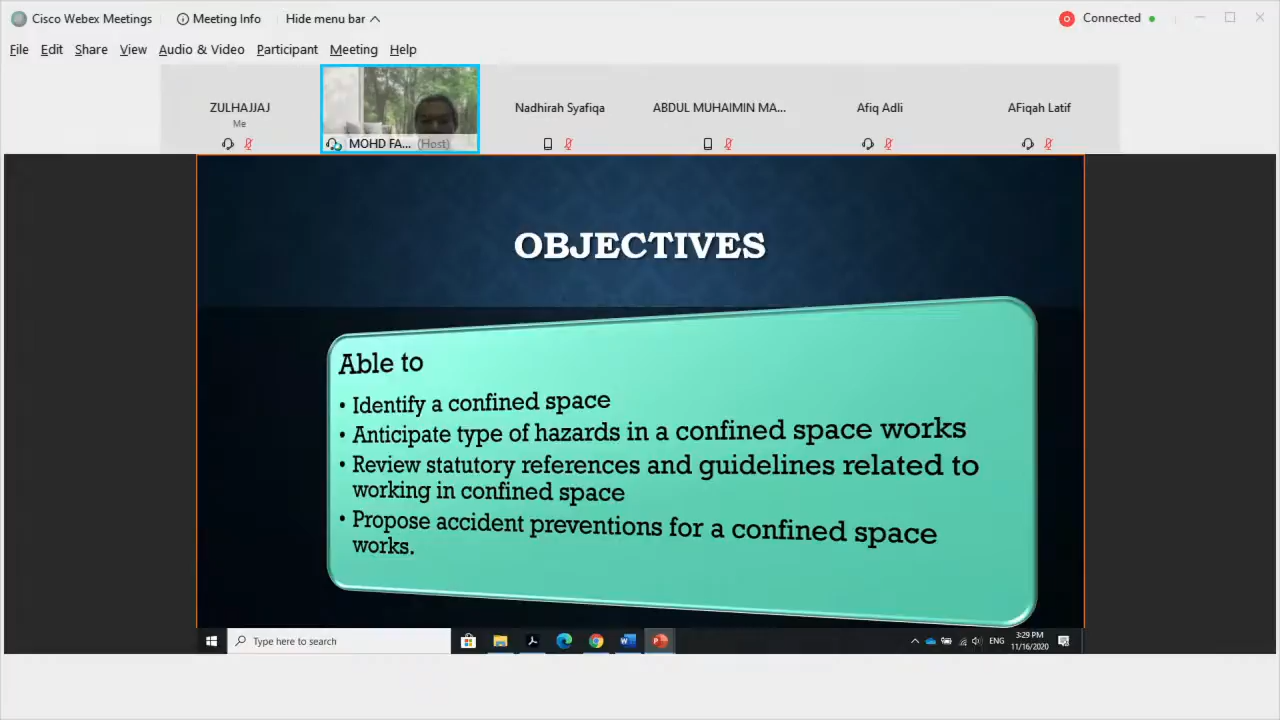 Cisco Webex Meetings
Meeting Info
Hide menu bar
Connected
File Edit Share View Audio & Video Participant Meeting Help
ZULHAJJAJ
Me
MOHD FA... (Host)
Nadhirah Syafiqa
ABDUL MUHAIMIN MA...
Afiq Adli
AFiqah Latif
OBJECTIVES
Able to
• Identify a confined space
• Anticipate type of hazards in a confined space works
• Review statutory references and guidelines related to
working in confined space
• Propose accident preventions for a confined space
works.
Type here to search
ENG
3:29 PM
11/16/2020